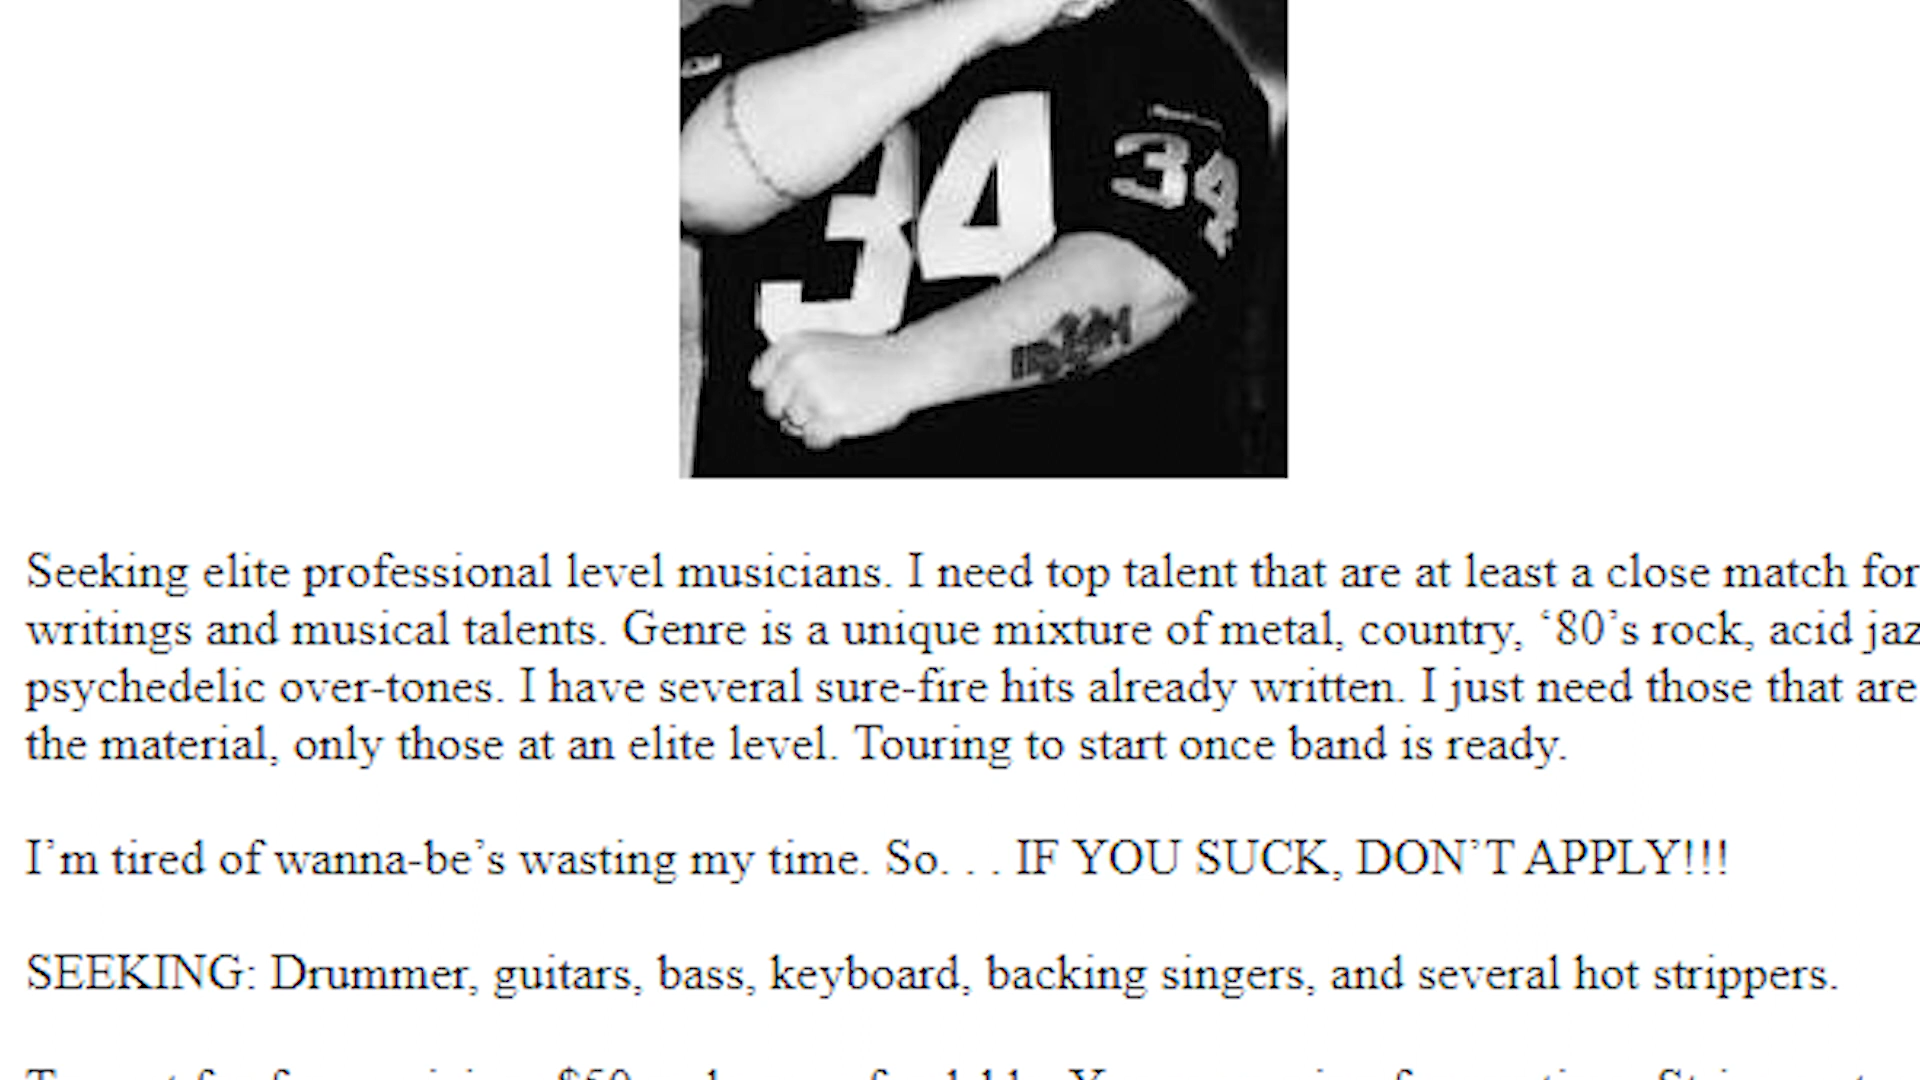 34
34
Seeking elite professional level musicians. I need top talent that are at least a close match for
writings and musical talents. Genre is a unique mixture of metal, country, ‘80’s rock, acid jaz
psychedelic over-tones. I have several sure-fire hits already written. I just need those that are
the material, only those at an elite level. Touring to start once band is ready.
I’m tired of wanna-be’s wasting my time. So. . . IF YOU SUCK, DON’T APPLY!!!
SEEKING: Drummer, guitars, bass, keyboard, backing singers, and several hot strippers.